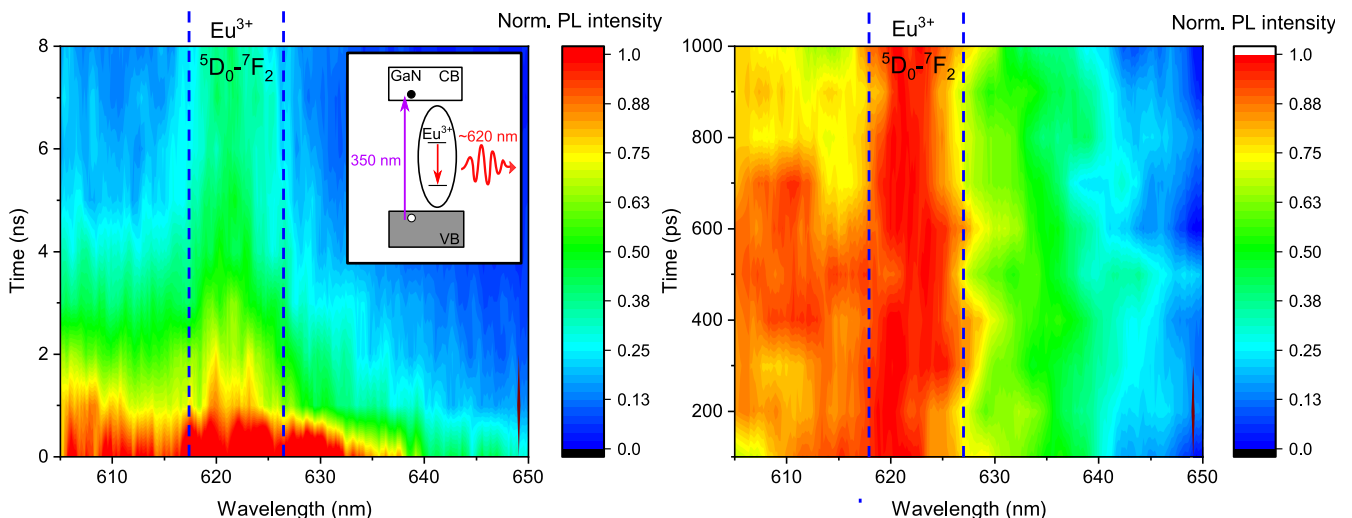 Norm. PL intensity
Eu³⁺
⁵D₀-⁷F₂
8
6
4
2
0
Time (ns)
610
620
630
640
650
Wavelength (nm)
GaN
CB
Eu³⁺
~620 nm
350 nm
VB
1.0
0.88
0.75
0.63
0.50
0.38
0.25
0.13
0.0
Norm. PL intensity
Eu³⁺
⁵D₀-⁷F₂
1000
800
600
400
200
Time (ps)
610
620
630
640
650
Wavelength (nm)
1.0
0.88
0.75
0.63
0.50
0.38
0.25
0.13
0.0